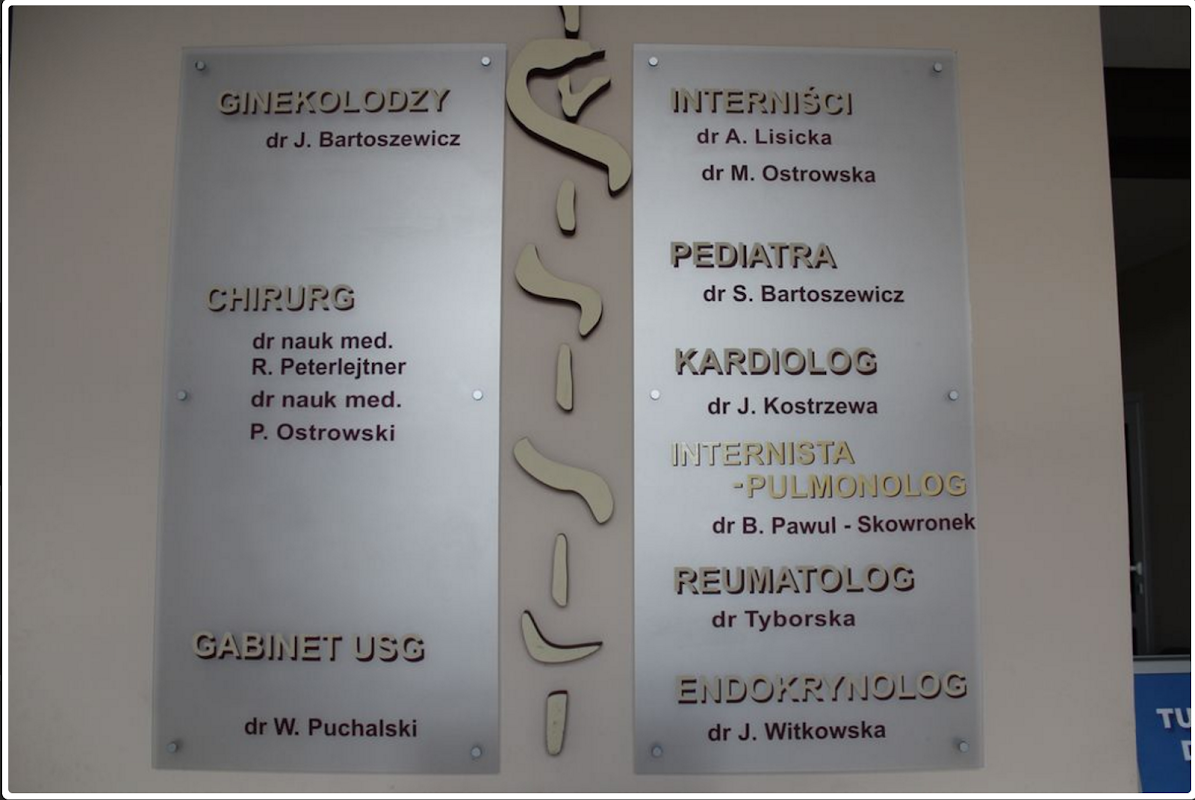 GINEKOLODZY
dr J. Bartoszewicz
CHIRURG
dr nauk med.
R. Peterlejtner
dr nauk med.
P. Ostrowski
GABINET USG
dr W. Puchalski
INTERNIŚCI
dr A. Lisicka
dr M. Ostrowska
PEDIATRA
dr S. Bartoszewicz
KARDIOLOG
dr J. Kostrzewa
INTERNISTA
-PULMONOLOG
dr B. Pawul - Skowronek
REUMATOLOG
dr Tyborska
ENDOKRYNOLOG
dr J. Witkowska
TU